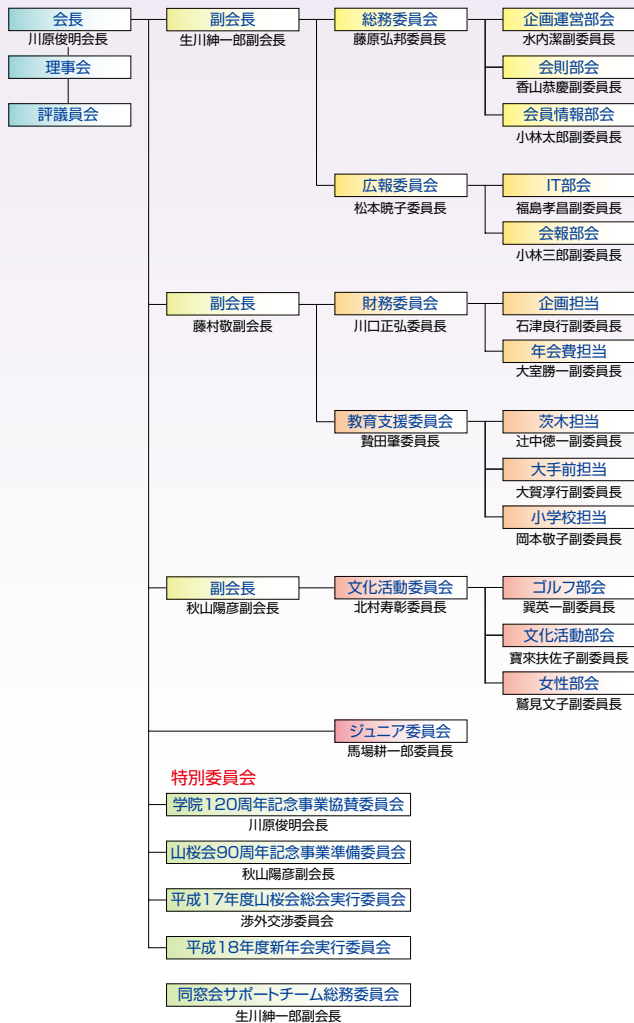 会長
川原俊明会長
理事会
評議員会
副会長
生川紳一郎副会長
総務委員会
藤原弘邦委員長
企画運営部会
水内潔副委員長
会則部会
香山恭慶副委員長
会員情報部会
小林太郎副委員長
広報委員会
松本暁子委員長
IT部会
福島孝昌副委員長
会報部会
小林三郎副委員長
副会長
藤村敬副会長
財務委員会
川口正弘委員長
企画担当
石津良行副委員長
年会費担当
大室勝一副委員長
教育支援委員会
贄田肇委員長
茨木担当
辻中徳一副委員長
大手前担当
大賀淳行副委員長
小学校担当
岡本敬子副委員長
副会長
秋山陽彦副会長
文化活動委員会
北村寿彰委員長
ゴルフ部会
巽英一副委員長
文化活動部会
寶來扶佐子副委員長
女性部会
鷲見文子副委員長
ジュニア委員会
馬場耕一郎委員長
特別委員会
学院120周年記念事業協賛委員会
川原俊明会長
山桜会90周年記念事業準備委員会
秋山陽彦副会長
平成17年度山桜会総会実行委員会
渉外交渉委員会
平成18年度新年会実行委員会
同窓会サポートチーム総務委員会
生川紳一郎副会長